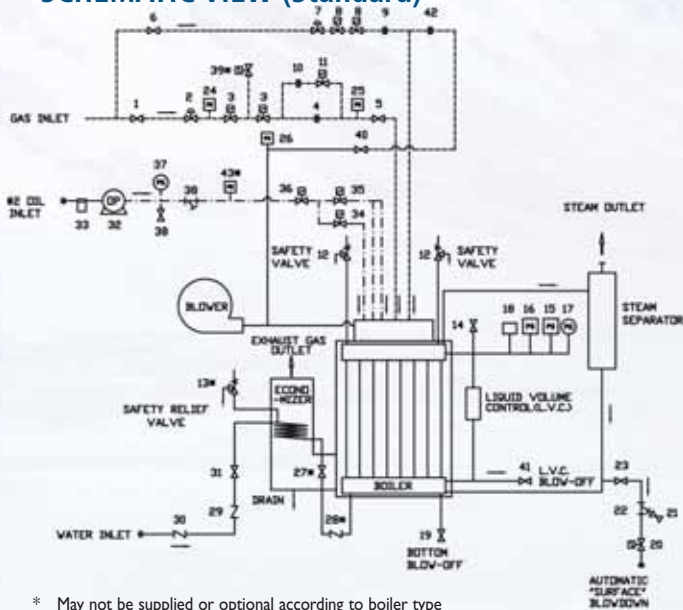 SCHEMATIC VIEW (Standard)
6 7 8 8 9 42
39* 10 11
24 25
1 2 3 3 4 5
GAS INLET
26 40
37 43* 36 35
#2 OIL INLET
OP
33 32 38 38 34
STEAM OUTLET
SAFETY VALVE
12
12
SAFETY VALVE
BLOWER
STEAM SEPARATOR
18 16 15 17
14
EXHAUST GAS OUTLET
13*
ECONO-MIZER
SAFETY RELIEF VALVE
LIQUID VOLUME CONTROL(L.V.C.)
31 27*
41 L.V.C. BLOW-OFF 23
BOILER
DRAIN
29
28*
22 21
WATER INLET 30
19
20
BOTTOM BLOW-OFF
AUTOMATIC "SURFACE" BLOWDOWN
* May not be supplied or optional according to boiler type